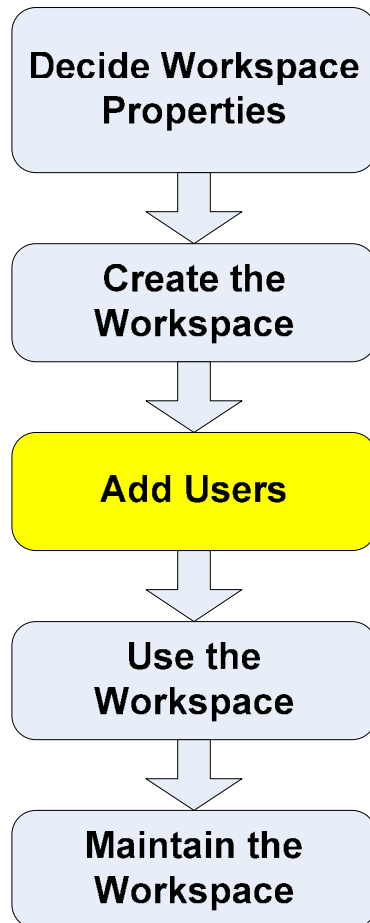 Decide Workspace
Properties
Create the
Workspace
Add Users
Use the
Workspace
Maintain the
Workspace